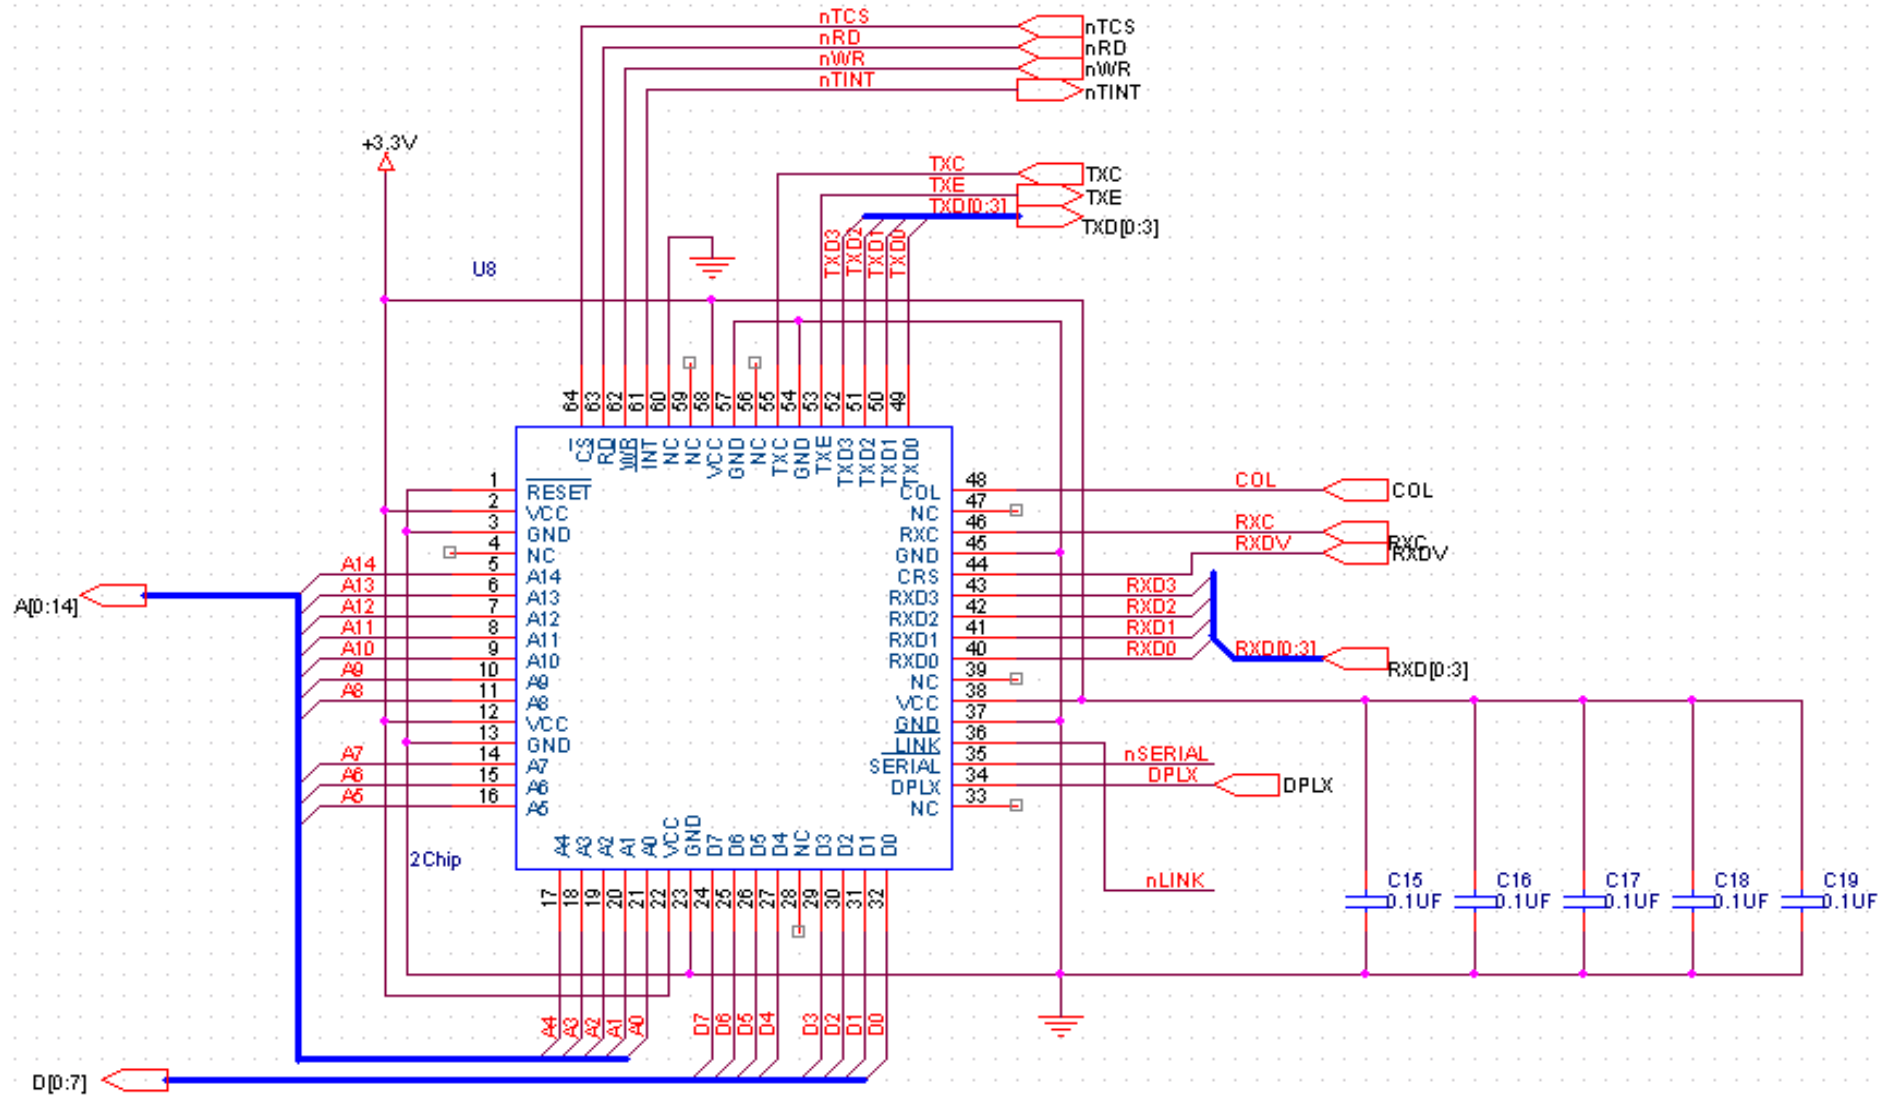 nTCS nTCS
nRD nRD
nWR nWR
nTINT nTINT
+3.3V
TXC TXC
TXE TXE
TXD[0:3] TXD[0:3]
TXD3 TXD2 TXD1 TXD0
U8
64 63 62 61 60 59 58 57 56 55 54 53 52 51 50 49
CS RD WR INT NC NC VCC GND NC TXC GND TXE TXD3 TXD2 TXD1 TXD0
1 RESET COL 48 COL COL
2 VCC NC 47
3 GND RXC 46 RXC RXC
4 NC GND 45 RXDV RXDV
A14 5 A14 CRS 44
A13 6 A13 RXD3 43 RXD3
A[0:14]
A12 7 A12 RXD2 42 RXD2
A11 8 A11 RXD1 41 RXD1
A10 9 A10 RXD0 40 RXD0 RXD[0:3] RXD[0:3]
A9 10 A9 NC 39
A8 11 A8 VCC 38
12 VCC GND 37
13 GND LINK 36
A7 14 A7 SERIAL 35 nSERIAL
A6 15 A6 DPLX 34 DPLX DPLX
A5 16 A5 NC 33
A4 A3 A2 A1 A0 VCC GND D7 D6 D5 D4 NC D3 D2 D1 D0
2Chip
17 18 19 20 21 22 23 24 25 26 27 28 29 30 31 32
nLINK
C15 C16 C17 C18 C19
0.1UF 0.1UF 0.1UF 0.1UF 0.1UF
A4 A3 A2 A1 A0 D7 D6 D5 D4 D3 D2 D1 D0
D[0:7]